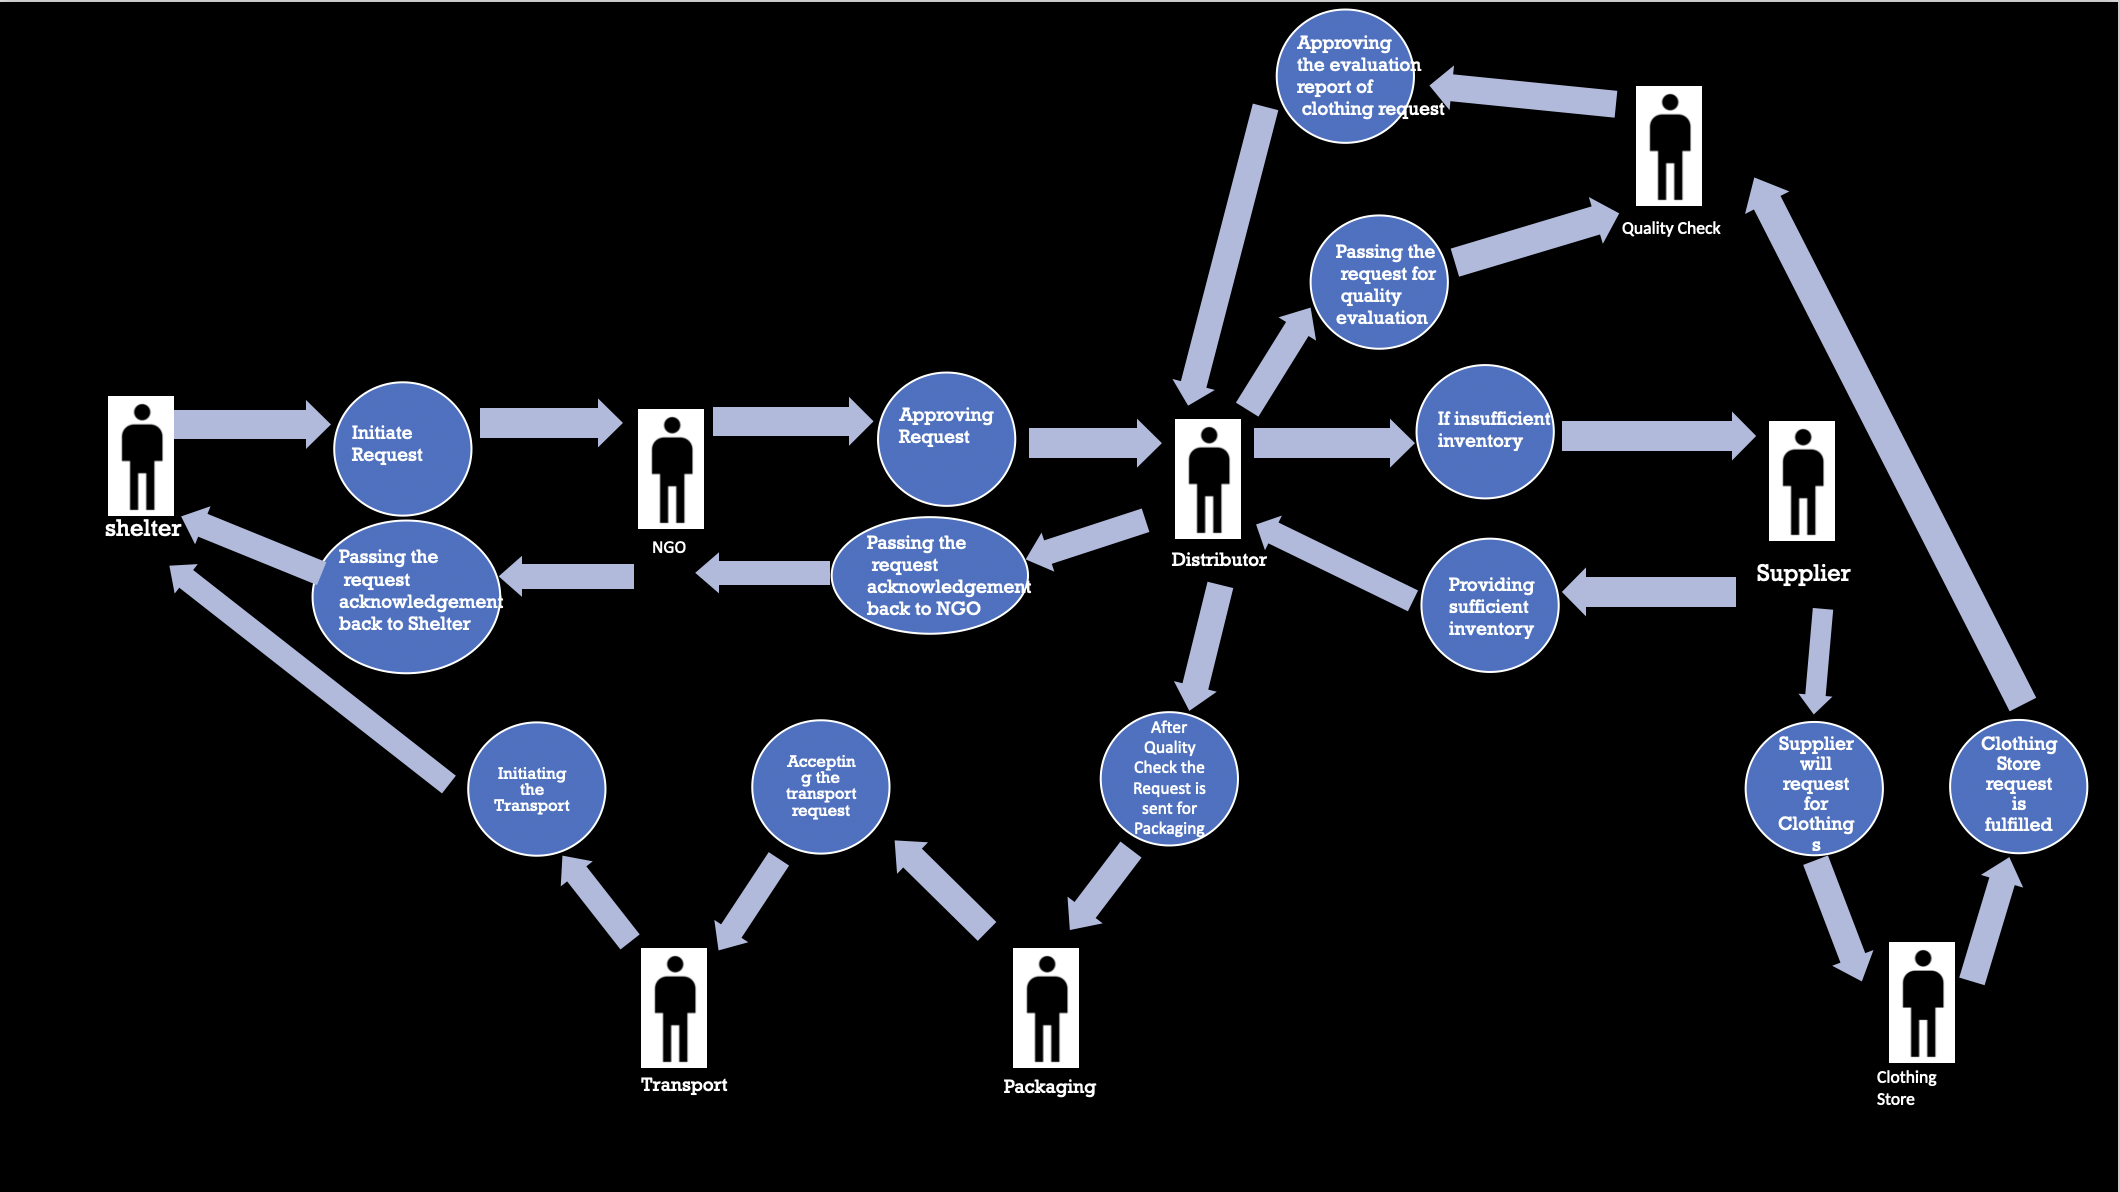 Approving
the evaluation
report of
clothing request
Quality Check
Passing the
request for
quality
evaluation
Initiate
Request
Approving
Request
If insufficient
inventory
shelter
NGO
Distributor
Supplier
Passing the
request
acknowledgement
back to Shelter
Passing the
request
acknowledgement
back to NGO
Providing
sufficient
inventory
Initiating
the
Transport
Acceptin
g the
transport
request
After
Quality
Check the
Request is
sent for
Packaging
Supplier
will
request
for
Clothing
s
Clothing
Store
request
is
fulfilled
Transport
Packaging
Clothing
Store